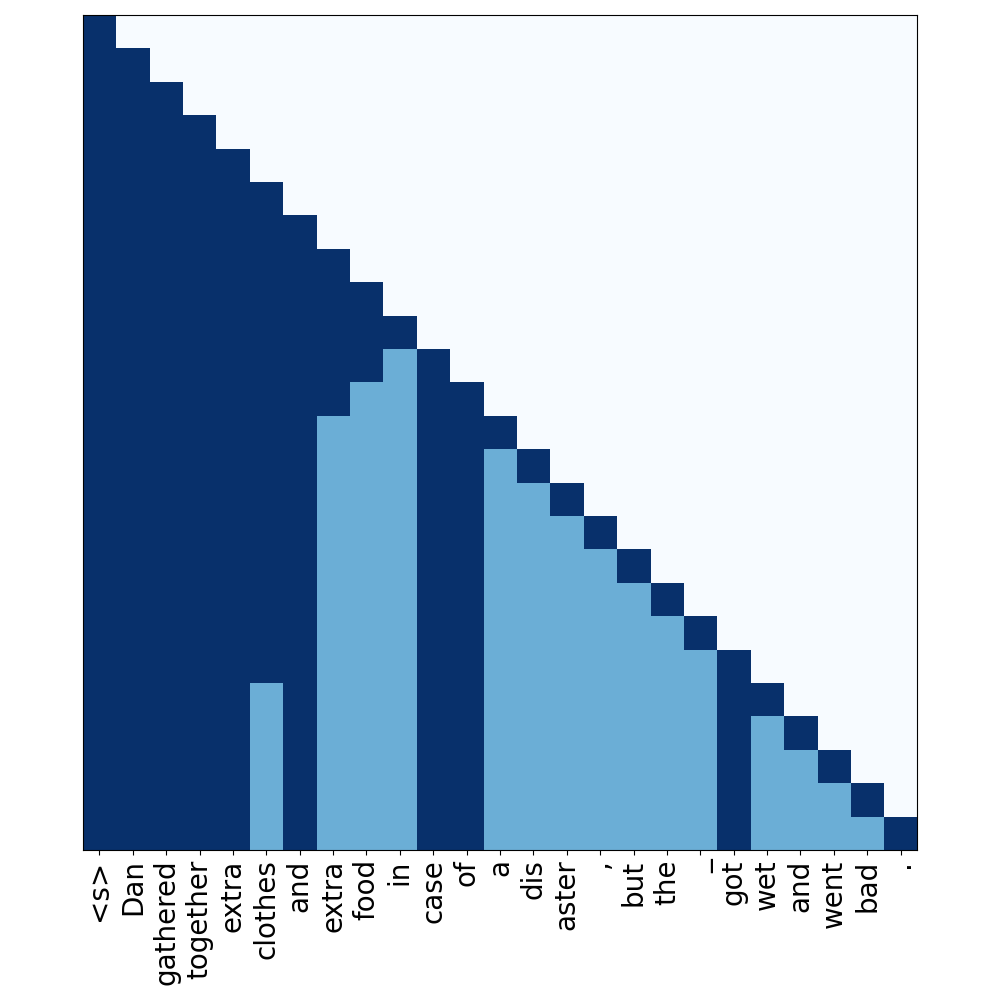 <s> Dan gathered together extra clothes and extra food in case of a dis aster , but the _ got wet and went bad .